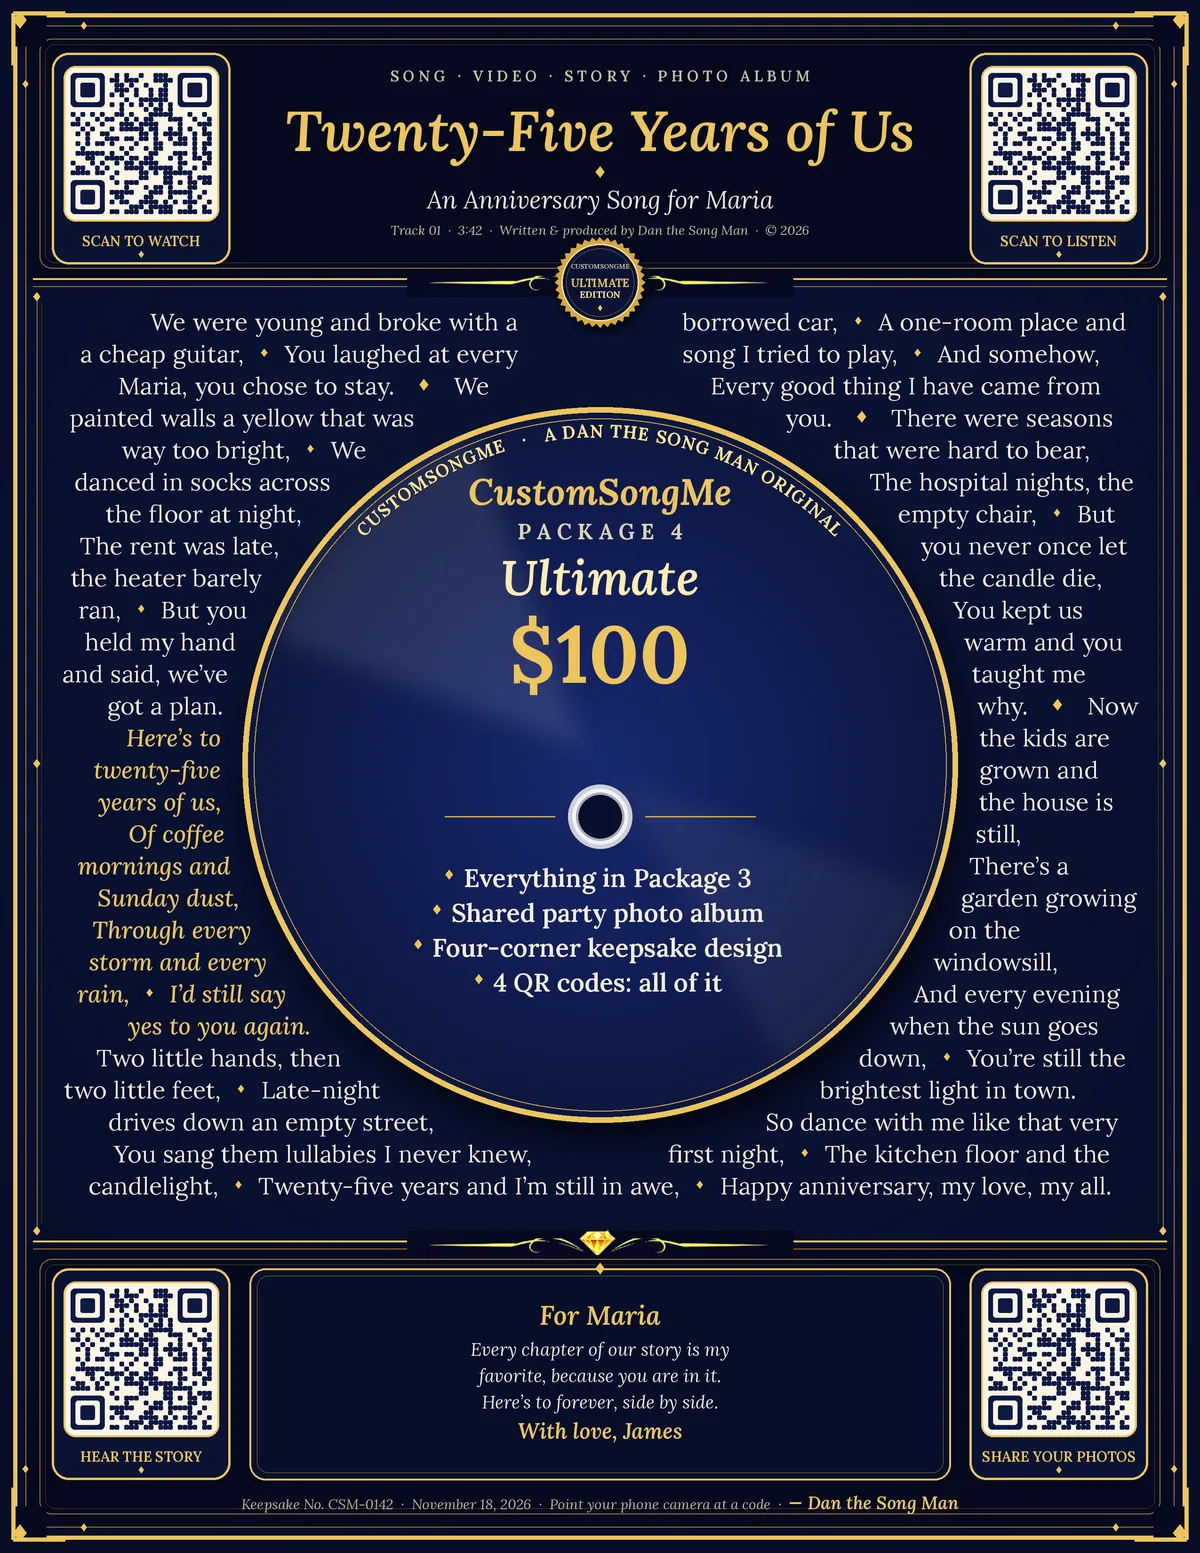 SONG · VIDEO · STORY · PHOTO ALBUM
Twenty-Five Years of Us
An Anniversary Song for Maria
Track 01 · 3:42 · Written & produced by Dan the Song Man · © 2026
SCAN TO WATCH
SCAN TO LISTEN
CUSTOMSONGME
ULTIMATE
EDITION
We were young and broke with a
a cheap guitar, ♦ You laughed at every
Maria, you chose to stay. ♦ We
painted walls a yellow that was
way too bright, ♦ We
danced in socks across
the floor at night,
The rent was late,
the heater barely
ran, ♦ But you
held my hand
and said, we’ve
got a plan.
Here’s to
twenty-five
years of us,
Of coffee
mornings and
Sunday dust,
Through every
storm and every
rain, ♦ I’d still say
yes to you again.
Two little hands, then
two little feet, ♦ Late-night
drives down an empty street,
You sang them lullabies I never knew,
borrowed car, ♦ A one-room place and
song I tried to play, ♦ And somehow,
Every good thing I have came from
you. ♦ There were seasons
that were hard to bear,
The hospital nights, the
empty chair, ♦ But
you never once let
the candle die,
You kept us
warm and you
taught me
why. ♦ Now
the kids are
grown and
the house is
still,
There’s a
garden growing
on the
windowsill,
And every evening
when the sun goes
down, ♦ You’re still the
brightest light in town.
So dance with me like that very
first night, ♦ The kitchen floor and the
candlelight, ♦ Twenty-five years and I’m still in awe, ♦ Happy anniversary, my love, my all.
CUSTOMSONGME · A DAN THE SONG MAN ORIGINAL
CustomSongMe
PACKAGE 4
Ultimate
$100
♦ Everything in Package 3
♦ Shared party photo album
♦ Four-corner keepsake design
♦ 4 QR codes: all of it
HEAR THE STORY
For Maria
Every chapter of our story is my
favorite, because you are in it.
Here’s to forever, side by side.
With love, James
SHARE YOUR PHOTOS
Keepsake No. CSM-0142 · November 18, 2026 · Point your phone camera at a code · — Dan the Song Man